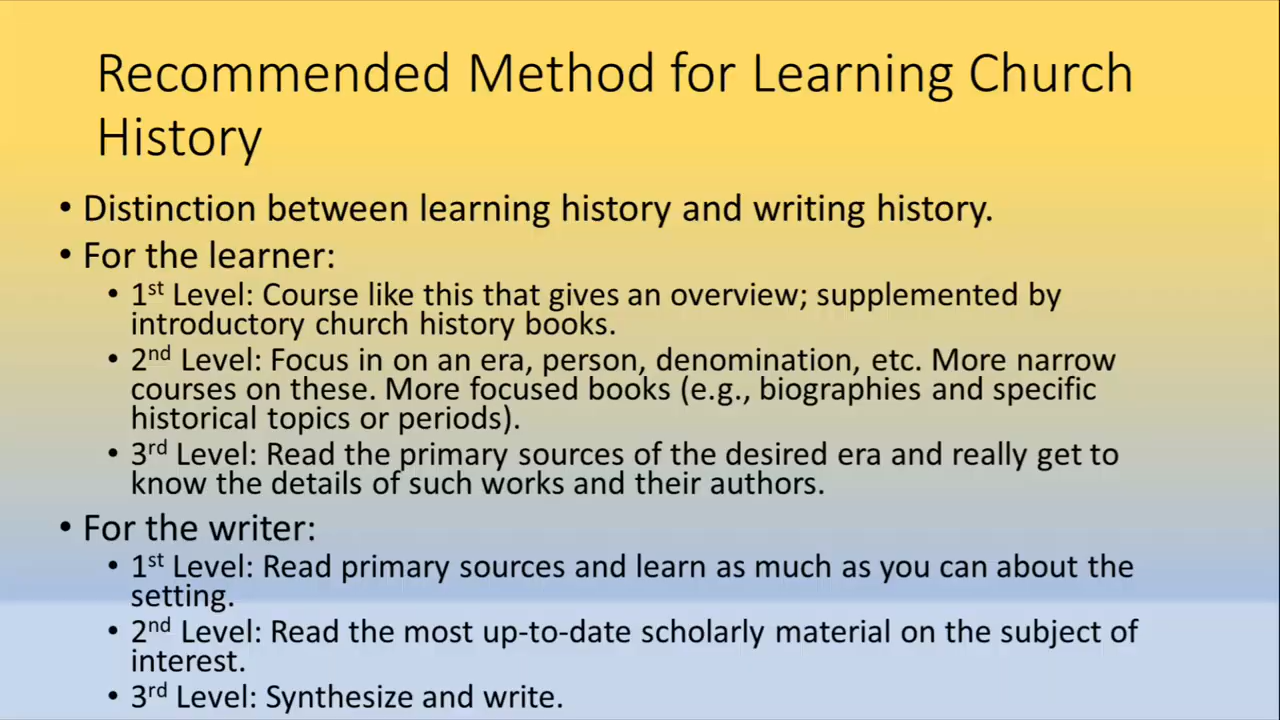 Recommended Method for Learning Church
History
• Distinction between learning history and writing history.
• For the learner:
• 1st Level: Course like this that gives an overview; supplemented by
introductory church history books.
• 2nd Level: Focus in on an era, person, denomination, etc. More narrow
courses on these. More focused books (e.g., biographies and specific
historical topics or periods).
• 3rd Level: Read the primary sources of the desired era and really get to
know the details of such works and their authors.
• For the writer:
• 1st Level: Read primary sources and learn as much as you can about the
setting.
• 2nd Level: Read the most up-to-date scholarly material on the subject of
interest.
• 3rd Level: Synthesize and write.